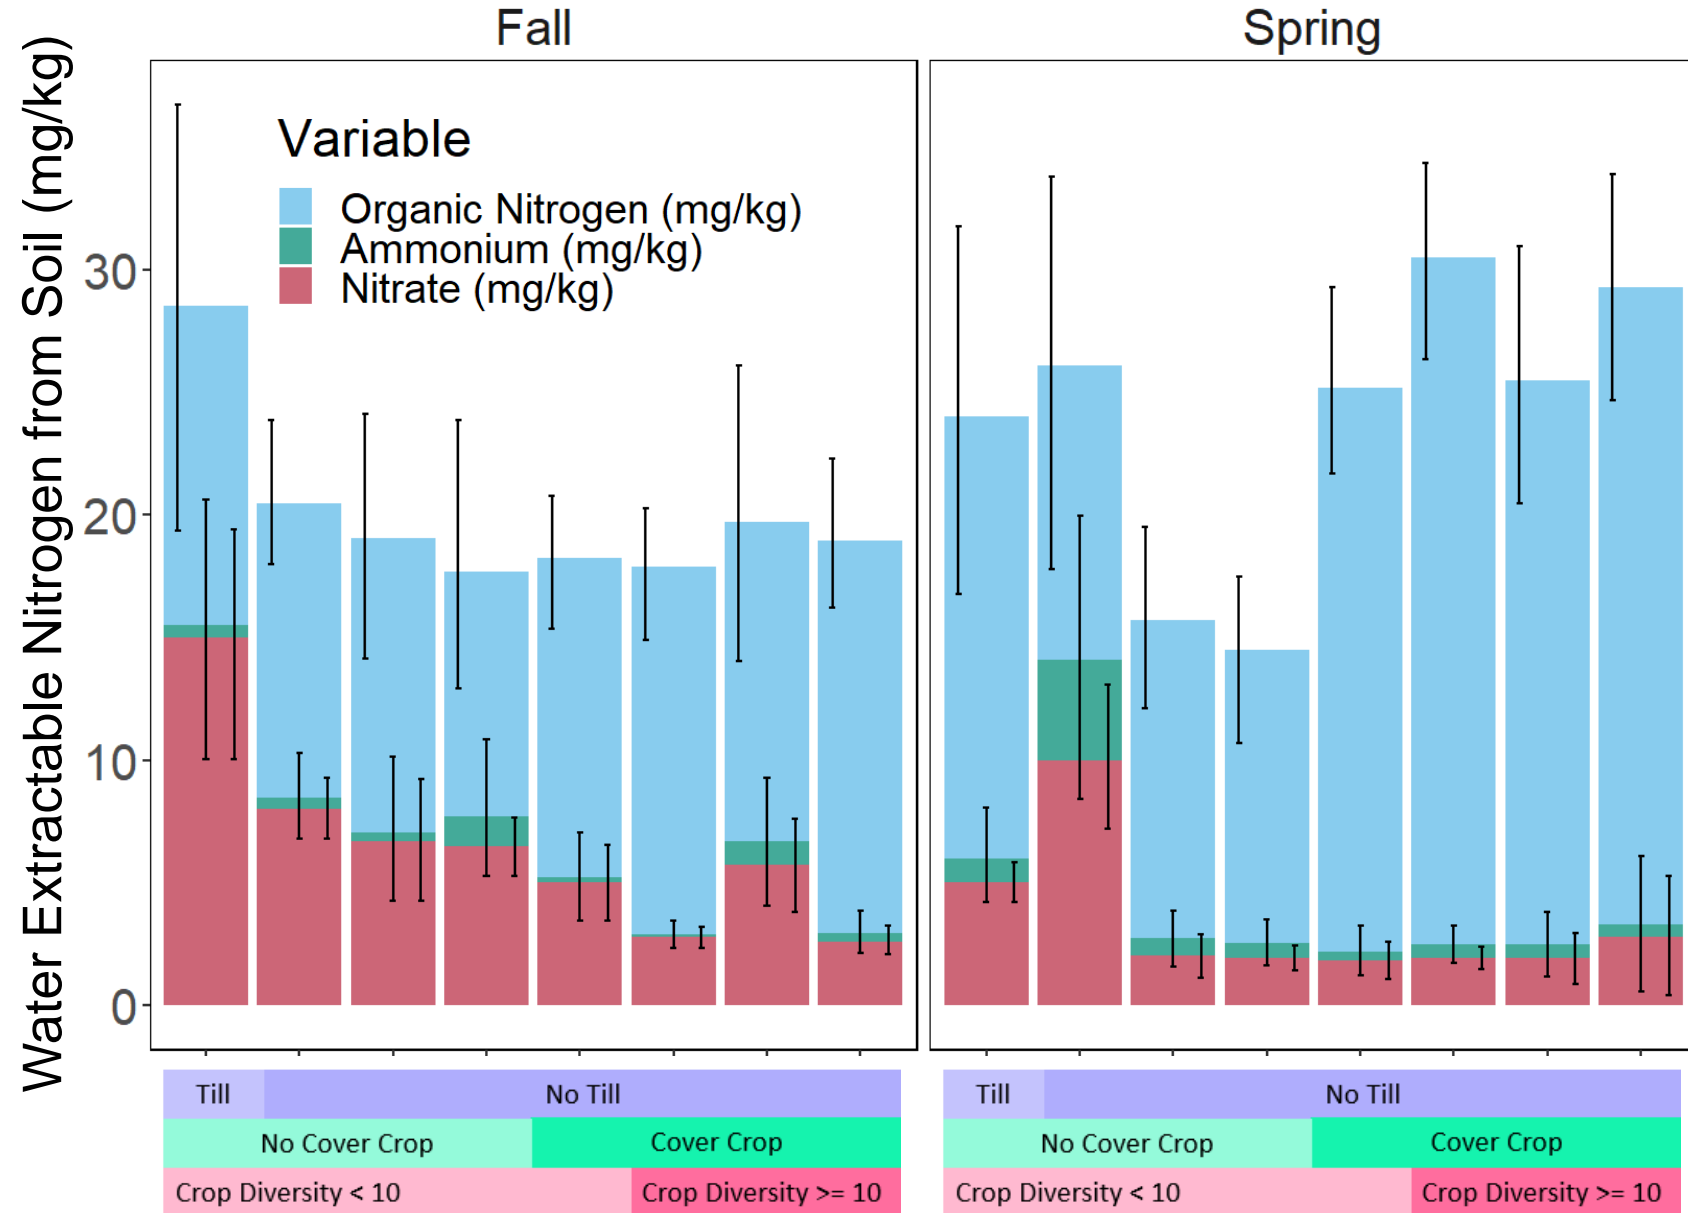 Fall
Spring
Water Extractable Nitrogen from Soil (mg/kg)
Variable
Organic Nitrogen (mg/kg)
Ammonium (mg/kg)
Nitrate (mg/kg)
30
20
10
0
Till
No Till
No Cover Crop
Cover Crop
Crop Diversity < 10
Crop Diversity >= 10
Till
No Till
No Cover Crop
Cover Crop
Crop Diversity < 10
Crop Diversity >= 10